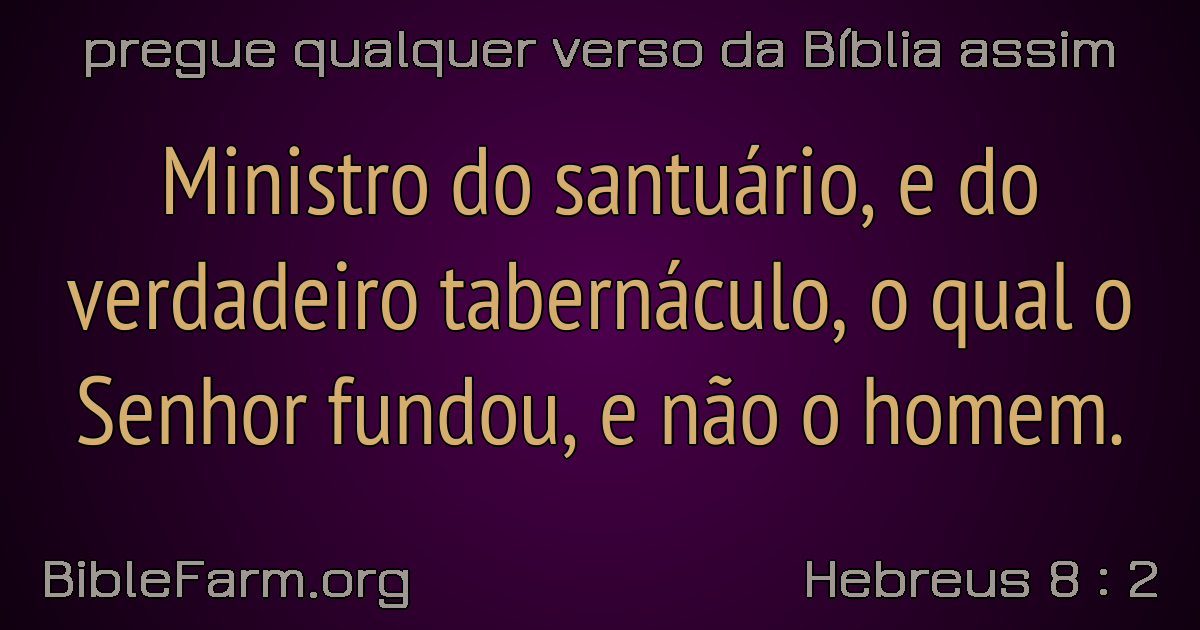 pregue qualquer verso da Bíblia assim
Ministro do santuário, e do
verdadeiro tabernáculo, o qual o
Senhor fundou, e não o homem.
BibleFarm.org
Hebreus 8 : 2